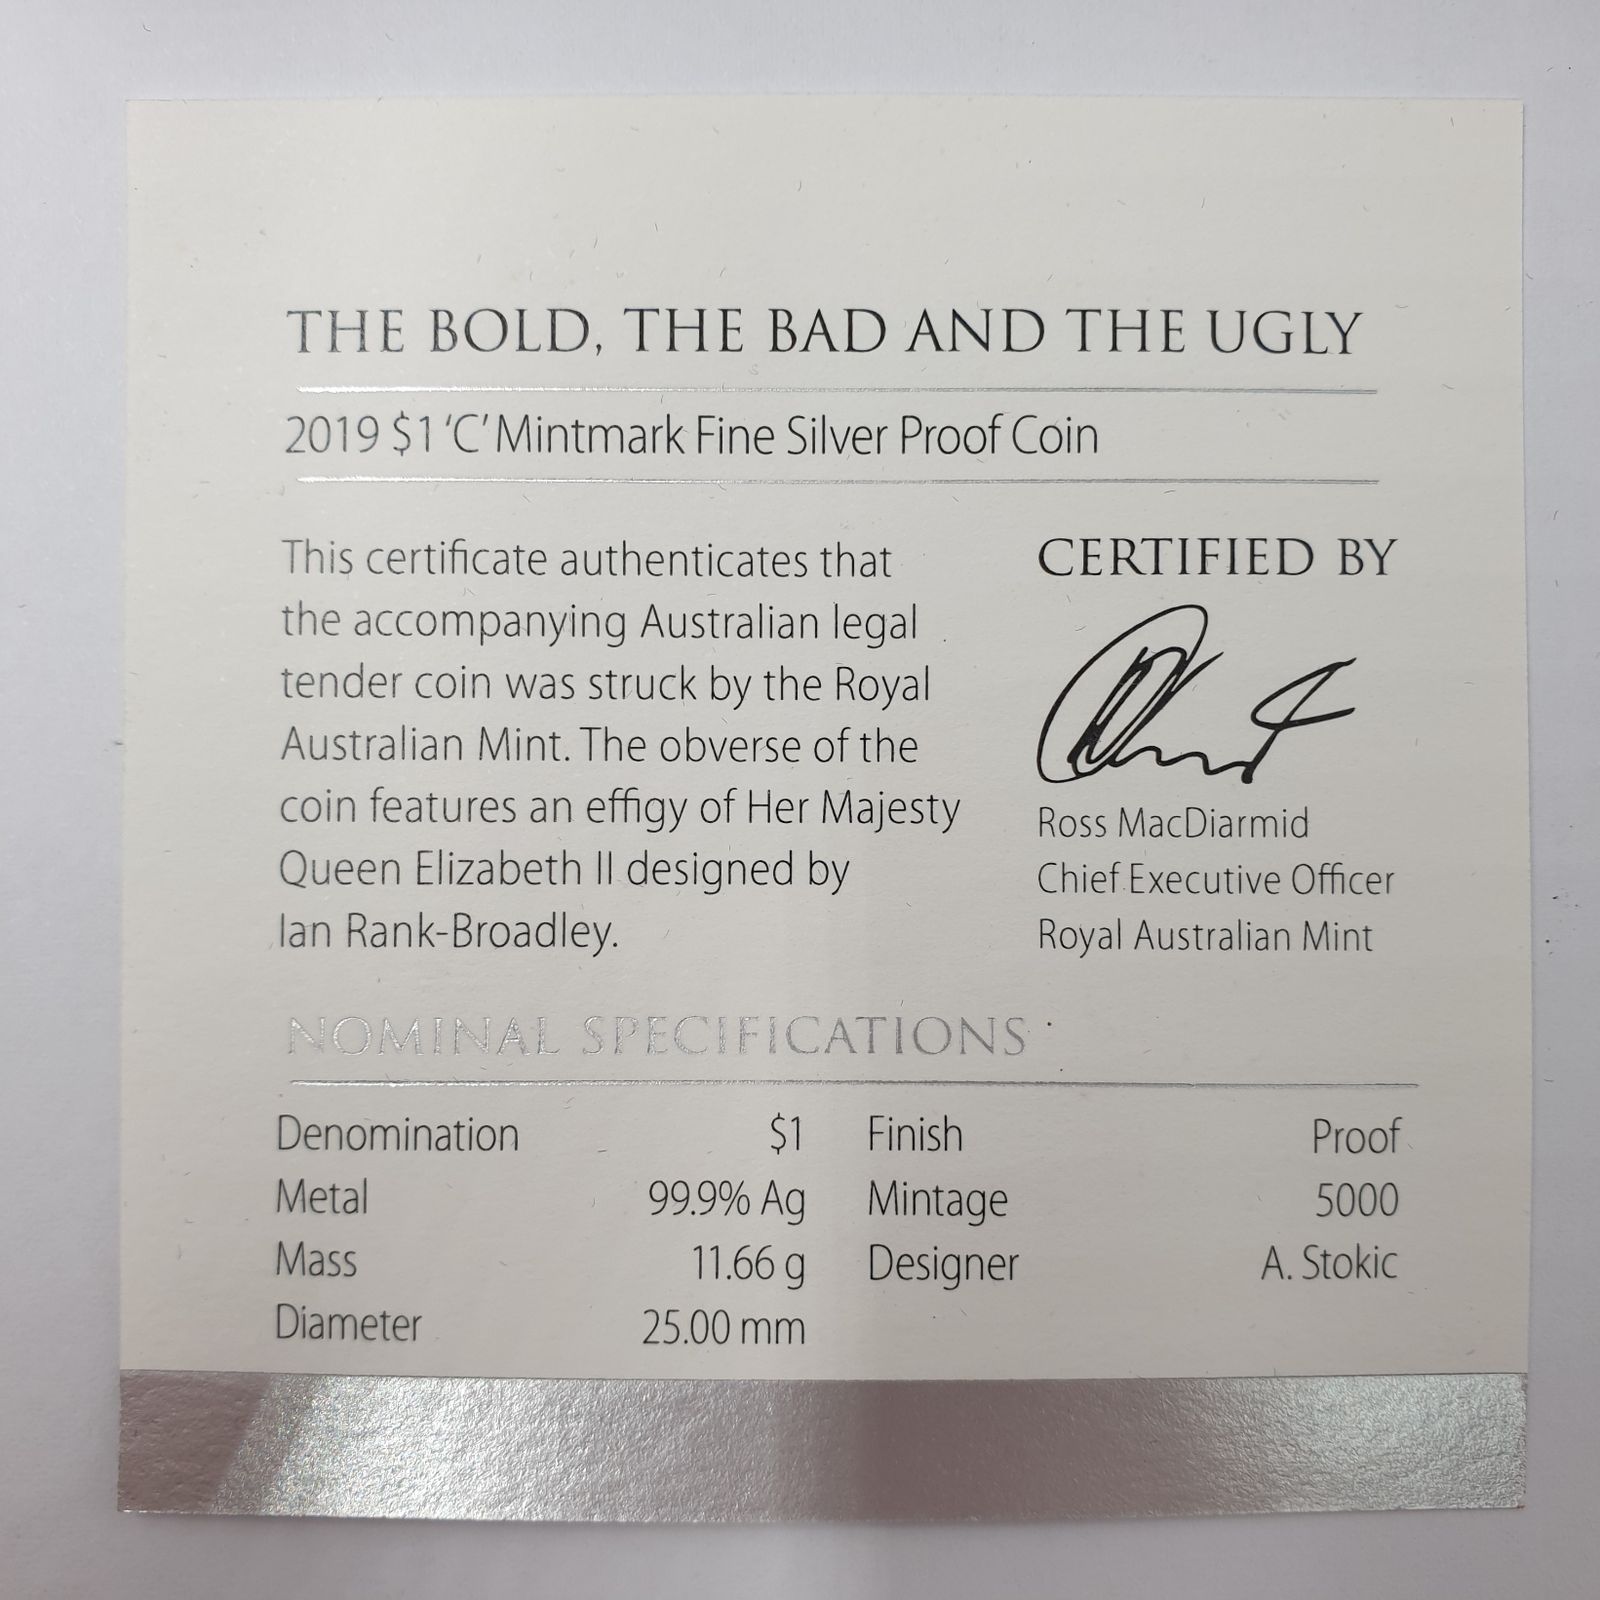 THE BOLD, THE BAD AND THE UGLY
2019 $1 'C' Mintmark Fine Silver Proof Coin
This certificate authenticates that
the accompanying Australian legal
tender coin was struck by the Royal
Australian Mint. The obverse of the
coin features an effigy of Her Majesty
Queen Elizabeth II designed by
Ian Rank-Broadley.
CERTIFIED BY
Ross MacDiarmid
Chief Executive Officer
Royal Australian Mint
NOMINAL SPECIFICATIONS
Denomination $1 Finish Proof
Metal 99.9% Ag Mintage 5000
Mass 11.66 g Designer A. Stokic
Diameter 25.00 mm